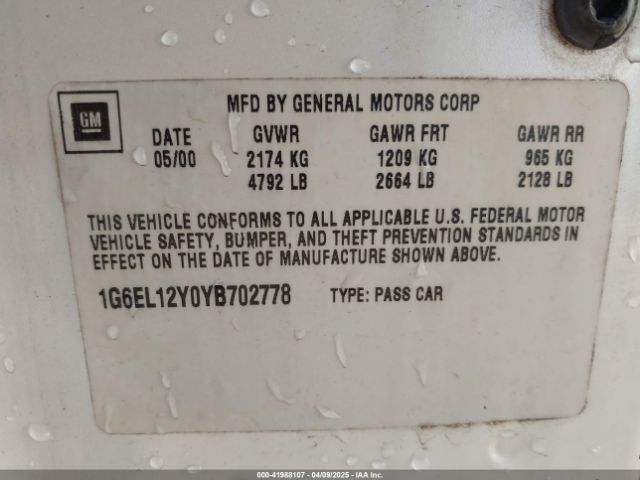 GM
MFD BY GENERAL MOTORS CORP
DATE GVWR GAWR FRT GAWR RR
05/00 2174 KG 1209 KG 965 KG
4792 LB 2664 LB 2128 LB
THIS VEHICLE CONFORMS TO ALL APPLICABLE U.S. FEDERAL MOTOR
VEHICLE SAFETY, BUMPER, AND THEFT PREVENTION STANDARDS IN
EFFECT ON THE DATE OF MANUFACTURE SHOWN ABOVE.
1G6EL12Y0YB702778 TYPE: PASS CAR
000-41988107 - 04/09/2025 - IAAI.COM